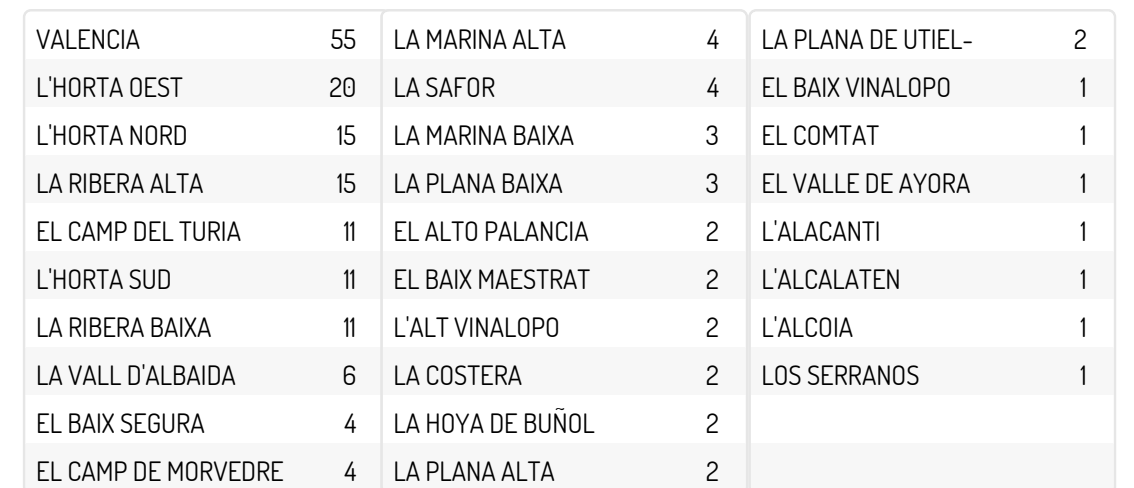 VALENCIA 55
L'HORTA OEST 20
L'HORTA NORD 15
LA RIBERA ALTA 15
EL CAMP DEL TURIA 11
L'HORTA SUD 11
LA RIBERA BAIXA 11
LA VALL D'ALBAIDA 6
EL BAIX SEGURA 4
EL CAMP DE MORVEDRE 4
LA MARINA ALTA 4
LA SAFOR 4
LA MARINA BAIXA 3
LA PLANA BAIXA 3
EL ALTO PALANCIA 2
EL BAIX MAESTRAT 2
L'ALT VINALOPO 2
LA COSTERA 2
LA HOYA DE BUÑOL 2
LA PLANA ALTA 2
LA PLANA DE UTIEL- 2
EL BAIX VINALOPO 1
EL COMTAT 1
EL VALLE DE AYORA 1
L'ALACANTI 1
L'ALCALATEN 1
L'ALCOIA 1
LOS SERRANOS 1